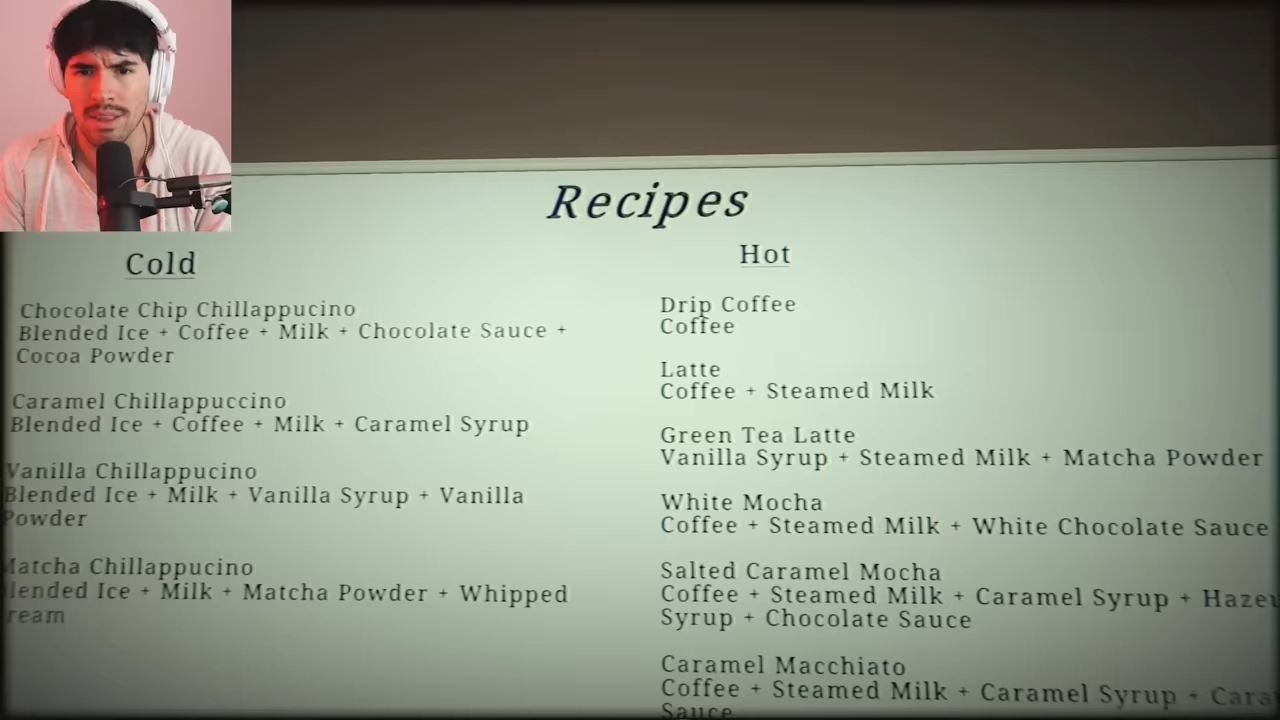 Recipes
Cold
Chocolate Chip Chillappucino
Blended Ice + Coffee + Milk + Chocolate Sauce +
Cocoa Powder
Caramel Chillappuccino
Blended Ice + Coffee + Milk + Caramel Syrup
Vanilla Chillappucino
Blended Ice + Milk + Vanilla Syrup + Vanilla
Powder
Matcha Chillappucino
lended Ice + Milk + Matcha Powder + Whipped
ream
Hot
Drip Coffee
Coffee
Latte
Coffee + Steamed Milk
Green Tea Latte
Vanilla Syrup + Steamed Milk + Matcha Powder
White Mocha
Coffee + Steamed Milk + White Chocolate Sauce
Salted Caramel Mocha
Coffee + Steamed Milk + Caramel Syrup +
Syrup + Chocolate Sauce
Caramel Macchiato
Coffee + Steamed Milk + Caramel Syrup +
Sauce